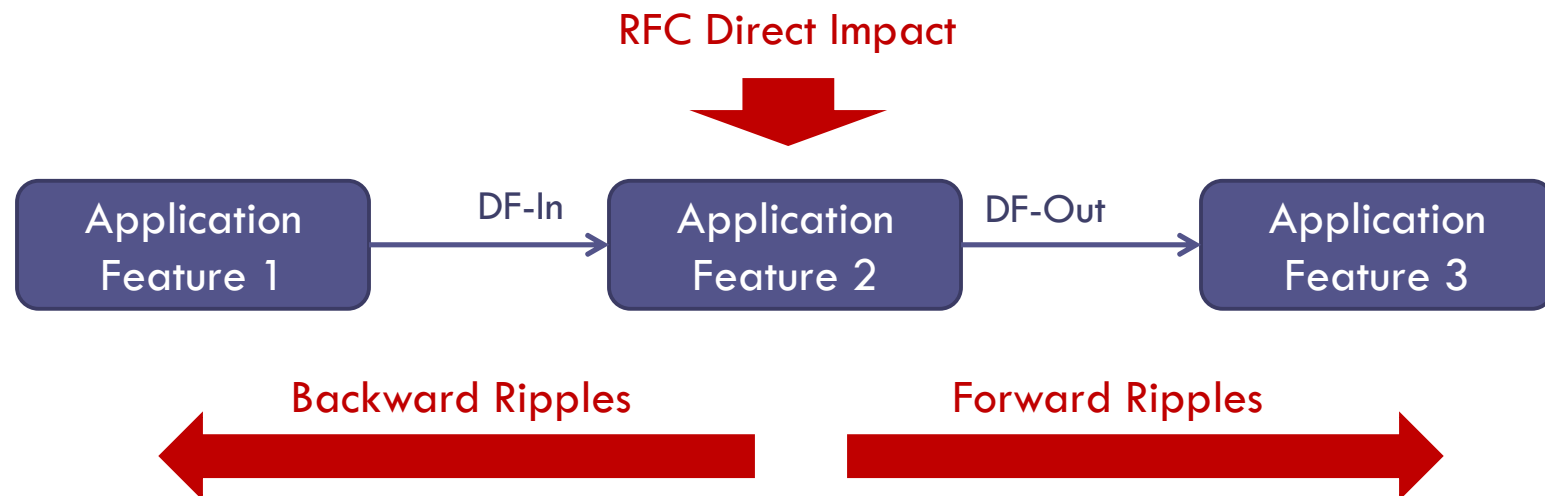 RFC Direct Impact
DF-In
DF-Out
Application
Feature 1
Application
Feature 2
Application
Feature 3
Backward Ripples
Forward Ripples